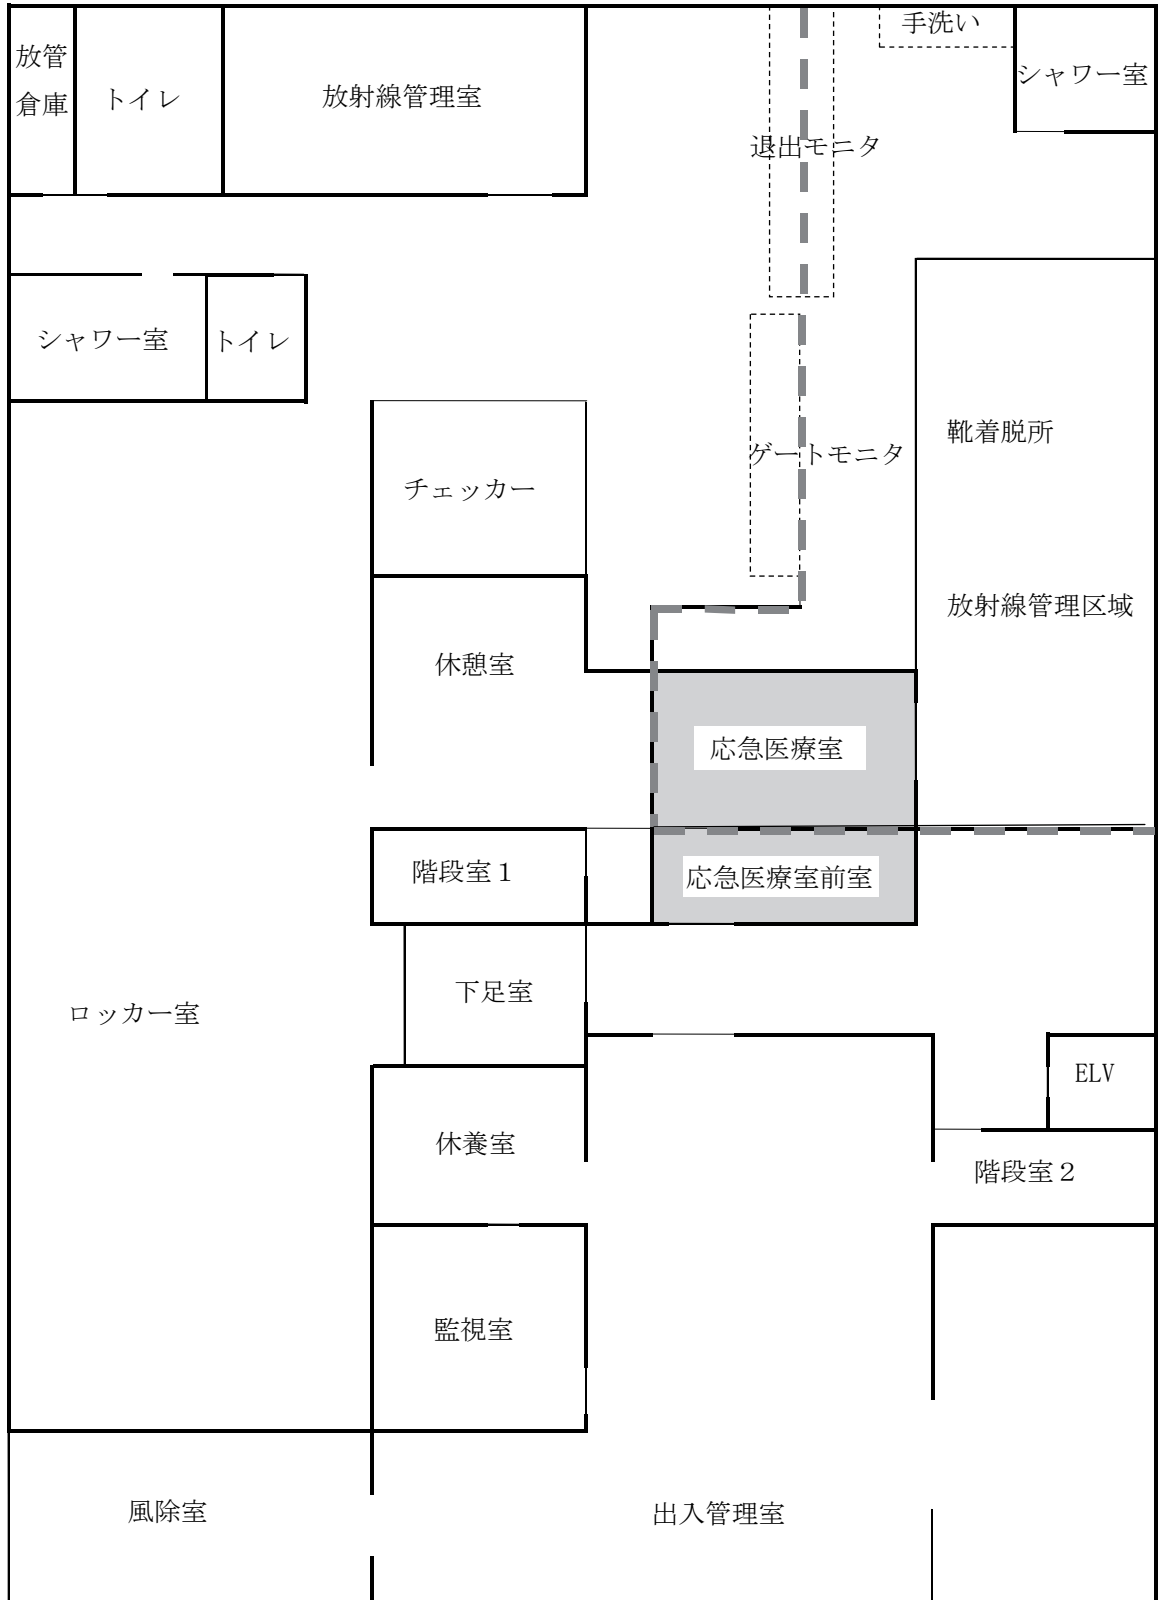 手洗い
放管
倉庫
トイレ
放射線管理室
シャワー室
退出モニタ
シャワー室
トイレ
靴着脱所
ゲートモニタ
チェッカー
放射線管理区域
休憩室
応急医療室
階段室１
応急医療室前室
下足室
ロッカー室
ELV
休養室
階段室２
監視室
風除室
出入管理室